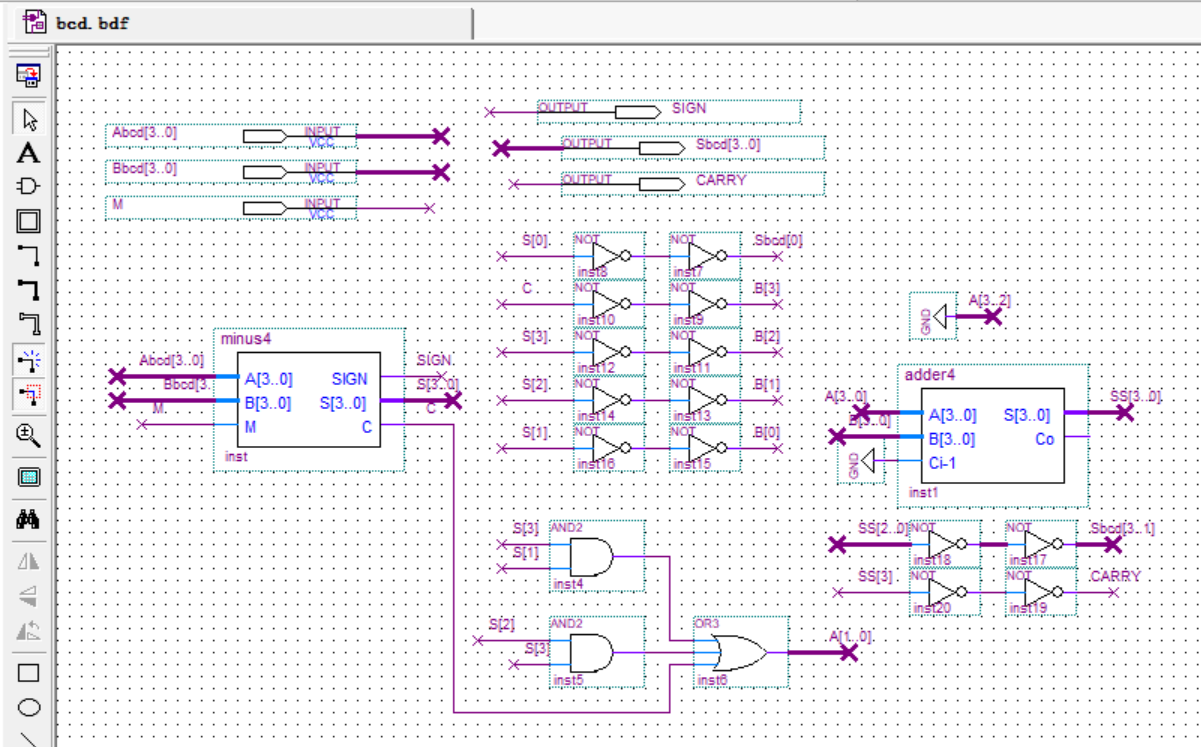 bcd.bdf
OUTPUT SIGN
Abcd[3..0] INPUT VCC
OUTPUT Sbcd[3..0]
Bbcd[3..0] INPUT VCC
OUTPUT CARRY
M INPUT VCC
S[0] NOT NOT Sbcd[0]
inst8 inst7
C NOT NOT B[3]
inst10 inst9
S[3] NOT NOT B[2]
inst12 inst11
S[2] NOT NOT B[1]
inst14 inst13
S[1] NOT NOT B[0]
inst16 inst15
minus4
Abcd[3..0] SIGN
A[3..0] SIGN
Bbcd[3. S[3..0]
B[3..0] S[3..0]
M C
M C
inst
GND A[3..2]
adder4
A[3..0] SS[3..0]
A[3..0] S[3..0]
B[3..0]
B[3..0] Co
GND Ci-1
inst1
S[3] AND2
S[1]
inst4
S[2] AND2
S[3]
inst5
OR3 A[1..0]
inst6
SS[2..0] NOT NOT Sbcd[3..1]
inst18 inst17
SS[3] NOT NOT CARRY
inst20 inst19